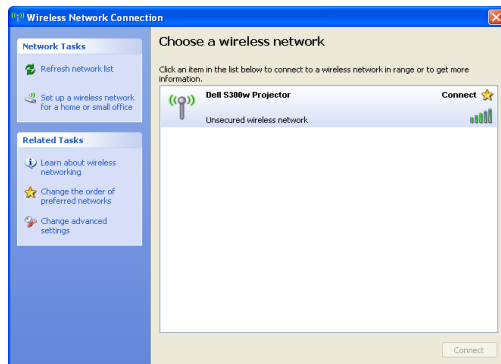 Wireless Network Connection
Network Tasks
Refresh network list
Set up a wireless network
for a home or small office
Related Tasks
Learn about wireless
networking
Change the order of
preferred networks
Change advanced
settings
Choose a wireless network
Click an item in the list below to connect to a wireless network in range or to get more
information.
Dell S300w Projector Connect
Unsecured wireless network
Connect